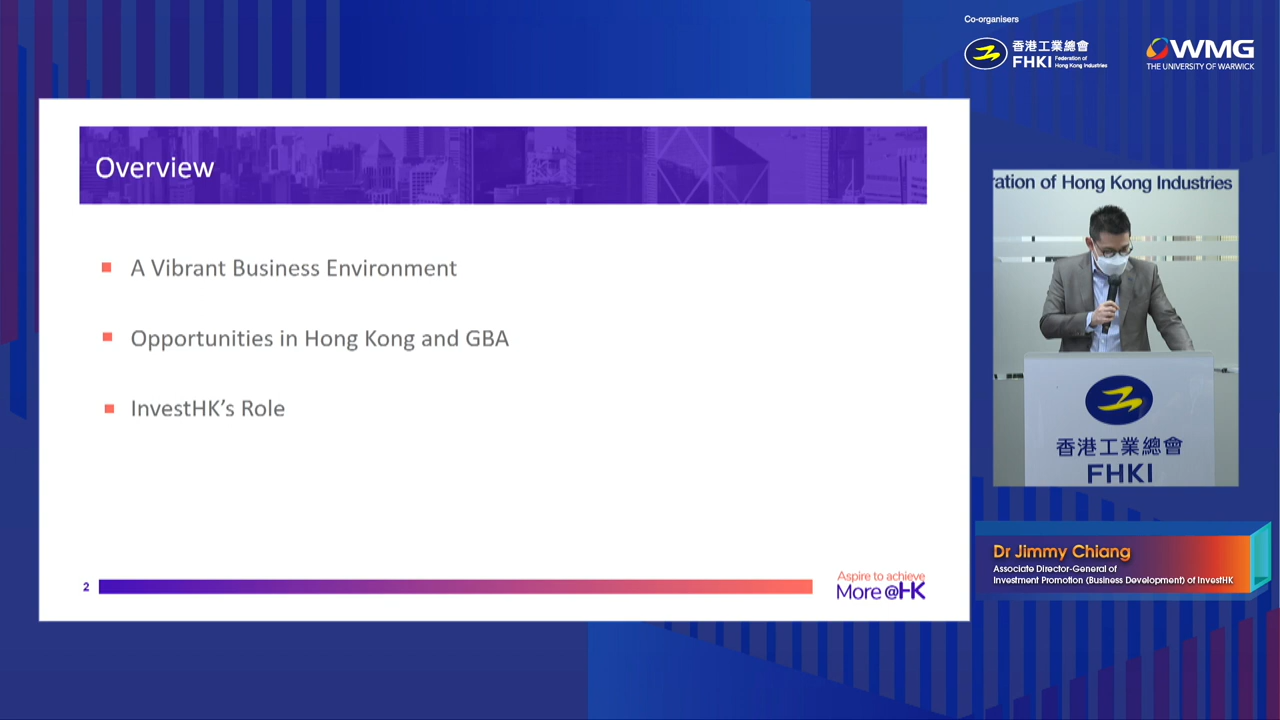 Co-organisers
香港工業總會
FHKI Federation of
Hong Kong Industries
WMG
THE UNIVERSITY OF WARWICK
Overview
A Vibrant Business Environment
Opportunities in Hong Kong and GBA
InvestHK’s Role
2
Aspire to achieve
More @HK
ration of Hong Kong Industries
香港工業總會
FHKI
Dr Jimmy Chiang
Associate Director-General of
Investment Promotion (Business Development) of InvestHK